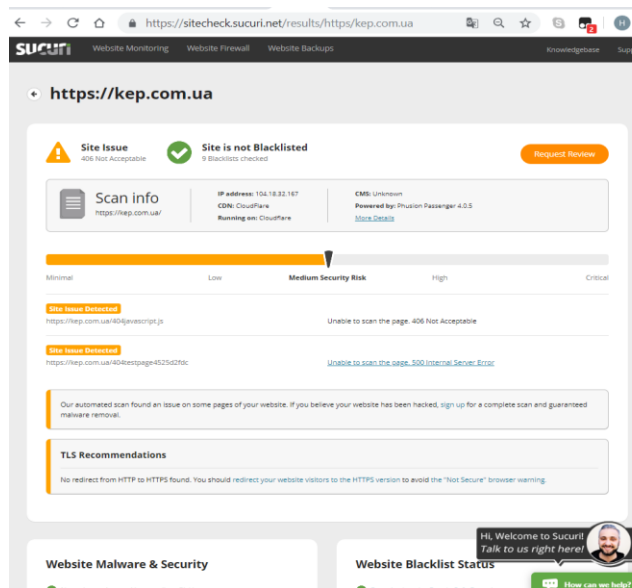 https://sitecheck.sucuri.net/results/https/kep.com.ua
2
H
sucuri Website Monitoring Website Firewall Website Backups Knowledgebase Supp
https://kep.com.ua
Site Issue
406 Not Acceptable
Site is not Blacklisted
9 Blacklists checked
Request Review
Scan info
https://kep.com.ua/
IP address: 104.18.32.167
CDN: CloudFlare
Running on: Cloudflare
CMS: Unknown
Powered by: Phusion Passenger 4.0.5
More Details
Minimal Low Medium Security Risk High Critical
Site Issue Detected
https://kep.com.ua/404javascript.js Unable to scan the page. 406 Not Acceptable
Site Issue Detected
https://kep.com.ua/404testpage4525d2fdc Unable to scan the page. 500 Internal Server Error
Our automated scan found an issue on some pages of your website. If you believe your website has been hacked, sign up for a complete scan and guaranteed
malware removal.
TLS Recommendations
No redirect from HTTP to HTTPS found. You should redirect your website visitors to the HTTPS version to avoid the "Not Secure" browser warning.
Hi, Welcome to Sucuri!
Talk to us right here!
Website Malware & Security
Website Blacklist Status
How can we help?